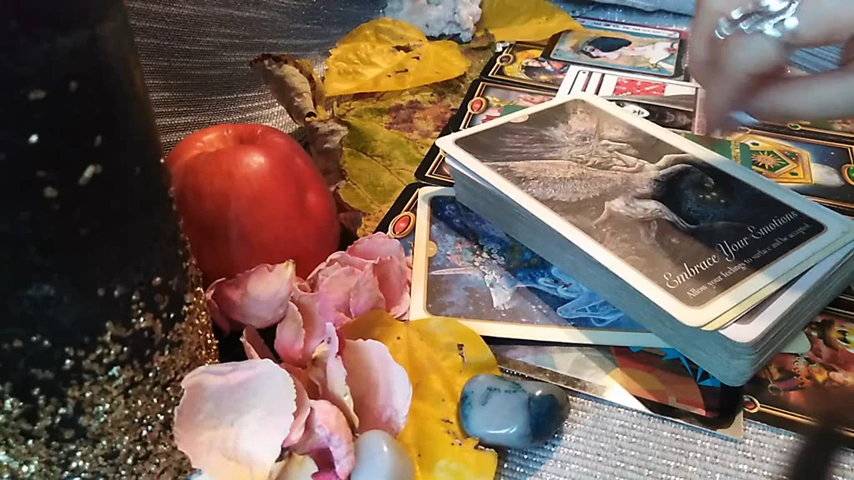 Embrace Your Emotions
Allow your feelings to surface and be accepted